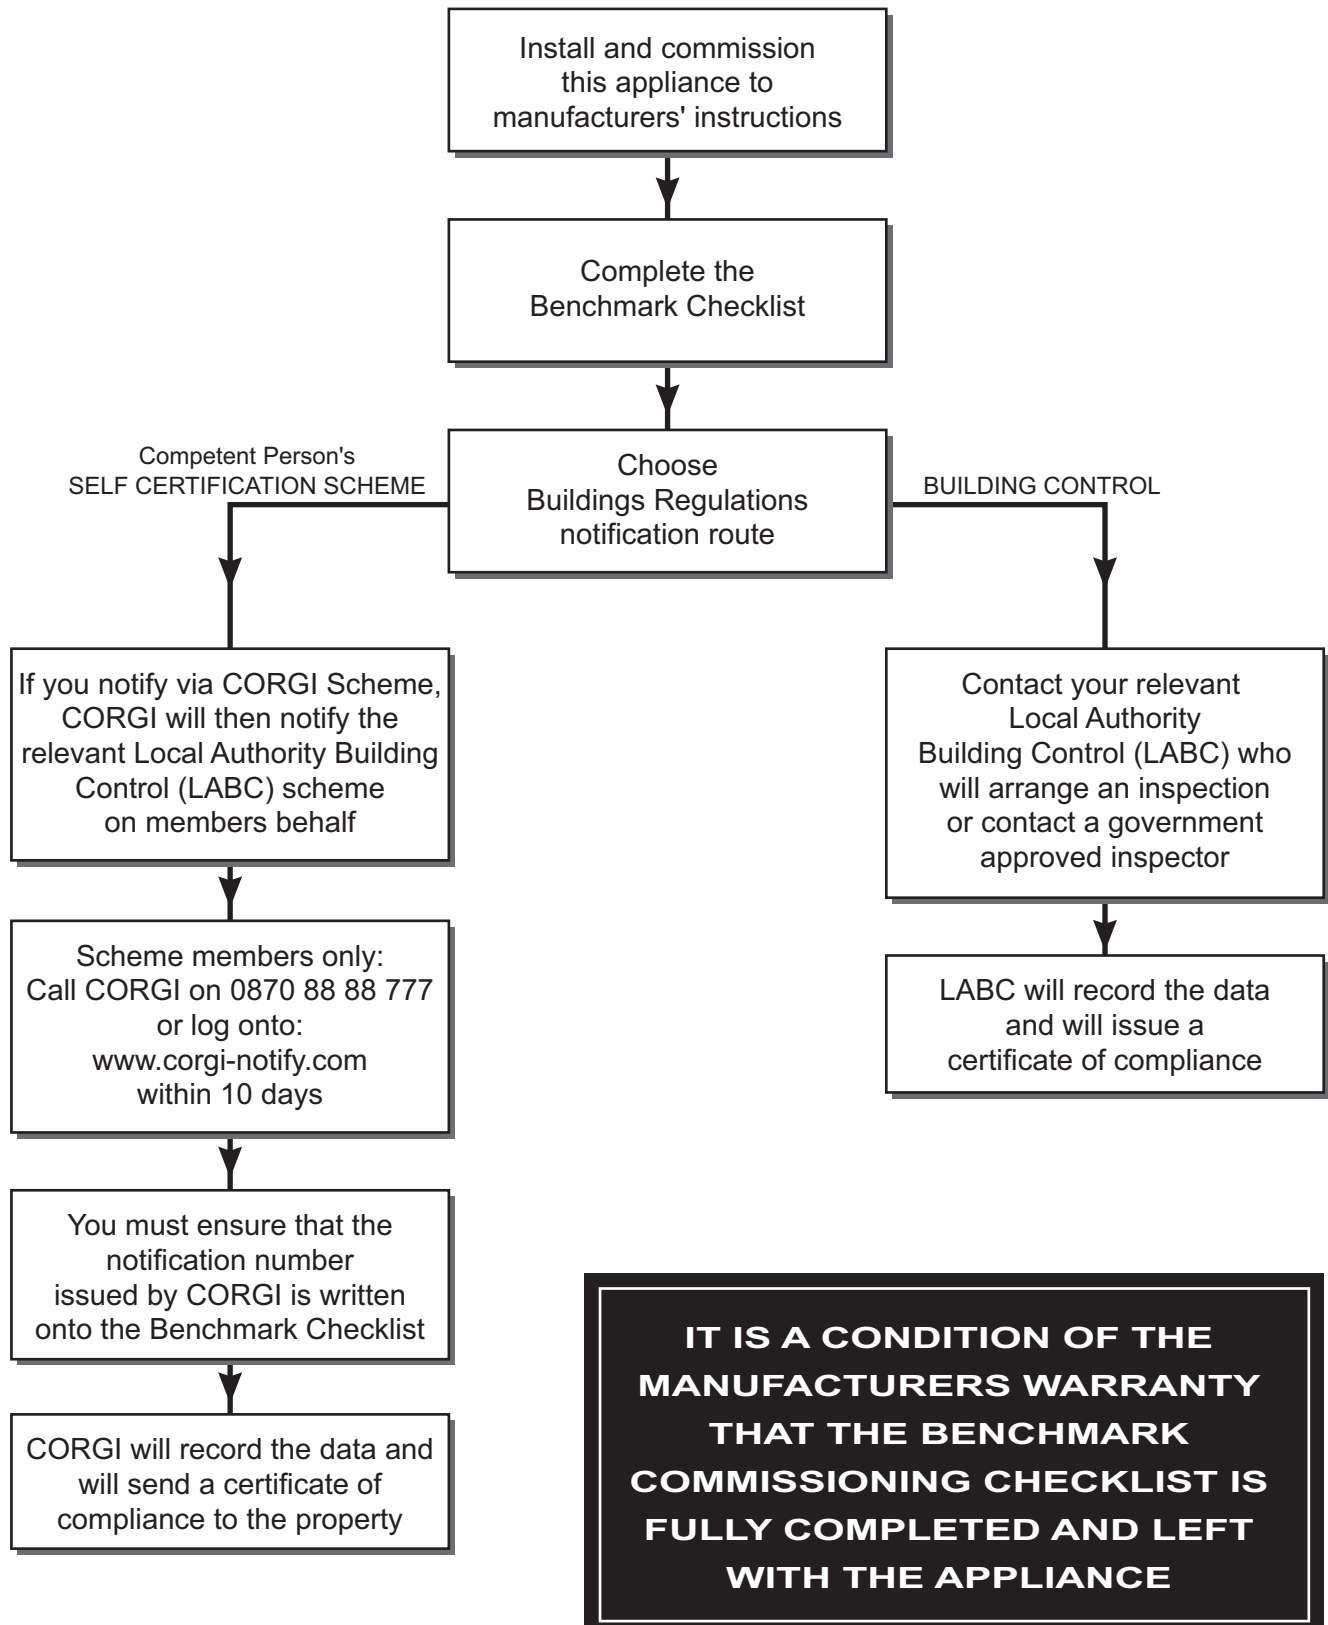 Install and commission
this appliance to
manufacturers' instructions
Complete the
Benchmark Checklist
Choose
Buildings Regulations
notification route
Competent Person's
SELF CERTIFICATION SCHEME
BUILDING CONTROL
If you notify via CORGI Scheme,
CORGI will then notify the
relevant Local Authority Building
Control (LABC) scheme
on members behalf
Scheme members only:
Call CORGI on 0870 88 88 777
or log onto:
www.corgi-notify.com
within 10 days
You must ensure that the
notification number
issued by CORGI is written
onto the Benchmark Checklist
CORGI will record the data and
will send a certificate of
compliance to the property
Contact your relevant
Local Authority
Building Control (LABC) who
will arrange an inspection
or contact a government
approved inspector
LABC will record the data
and will issue a
certificate of compliance
IT IS A CONDITION OF THE
MANUFACTURERS WARRANTY
THAT THE BENCHMARK
COMMISSIONING CHECKLIST IS
FULLY COMPLETED AND LEFT
WITH THE APPLIANCE